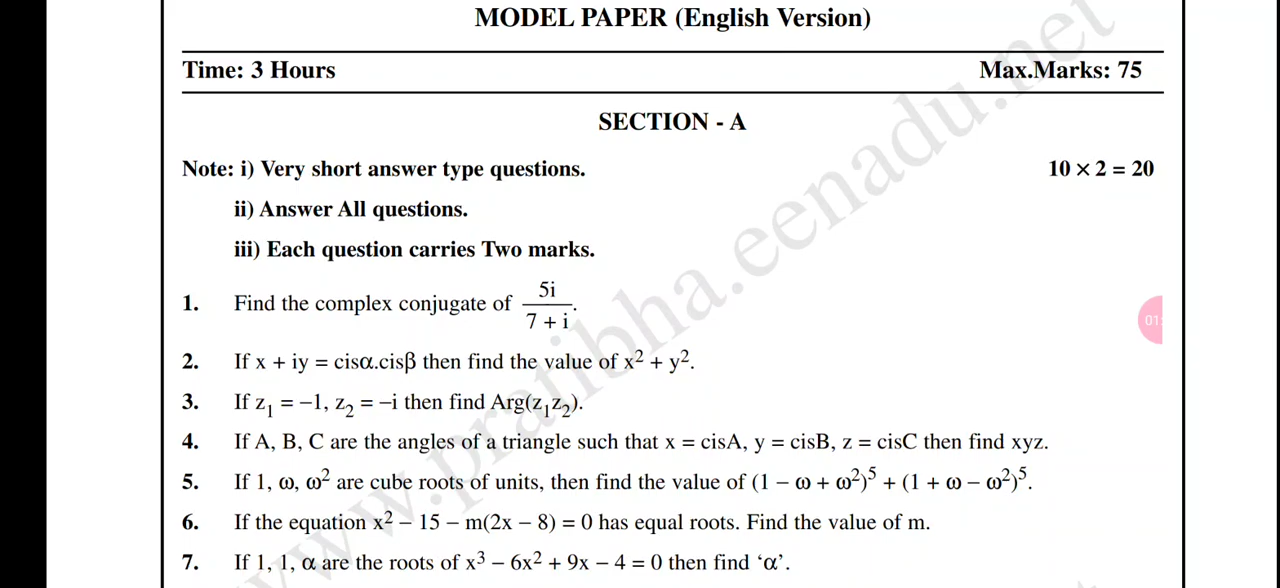 MODEL PAPER (English Version)
Time: 3 Hours Max.Marks: 75
SECTION - A
Note: i) Very short answer type questions. 10 × 2 = 20
ii) Answer All questions.
iii) Each question carries Two marks.
1. Find the complex conjugate of 5i/(7 + i).
2. If x + iy = cisα.cisβ then find the value of x² + y².
3. If z₁ = −1, z₂ = −i then find Arg(z₁z₂).
4. If A, B, C are the angles of a triangle such that x = cisA, y = cisB, z = cisC then find xyz.
5. If 1, ω, ω² are cube roots of units, then find the value of (1 − ω + ω²)⁵ + (1 + ω − ω²)⁵.
6. If the equation x² − 15 − m(2x − 8) = 0 has equal roots. Find the value of m.
7. If 1, 1, α are the roots of x³ − 6x² + 9x − 4 = 0 then find ‘α’.
www.pratibha.eenadu.net